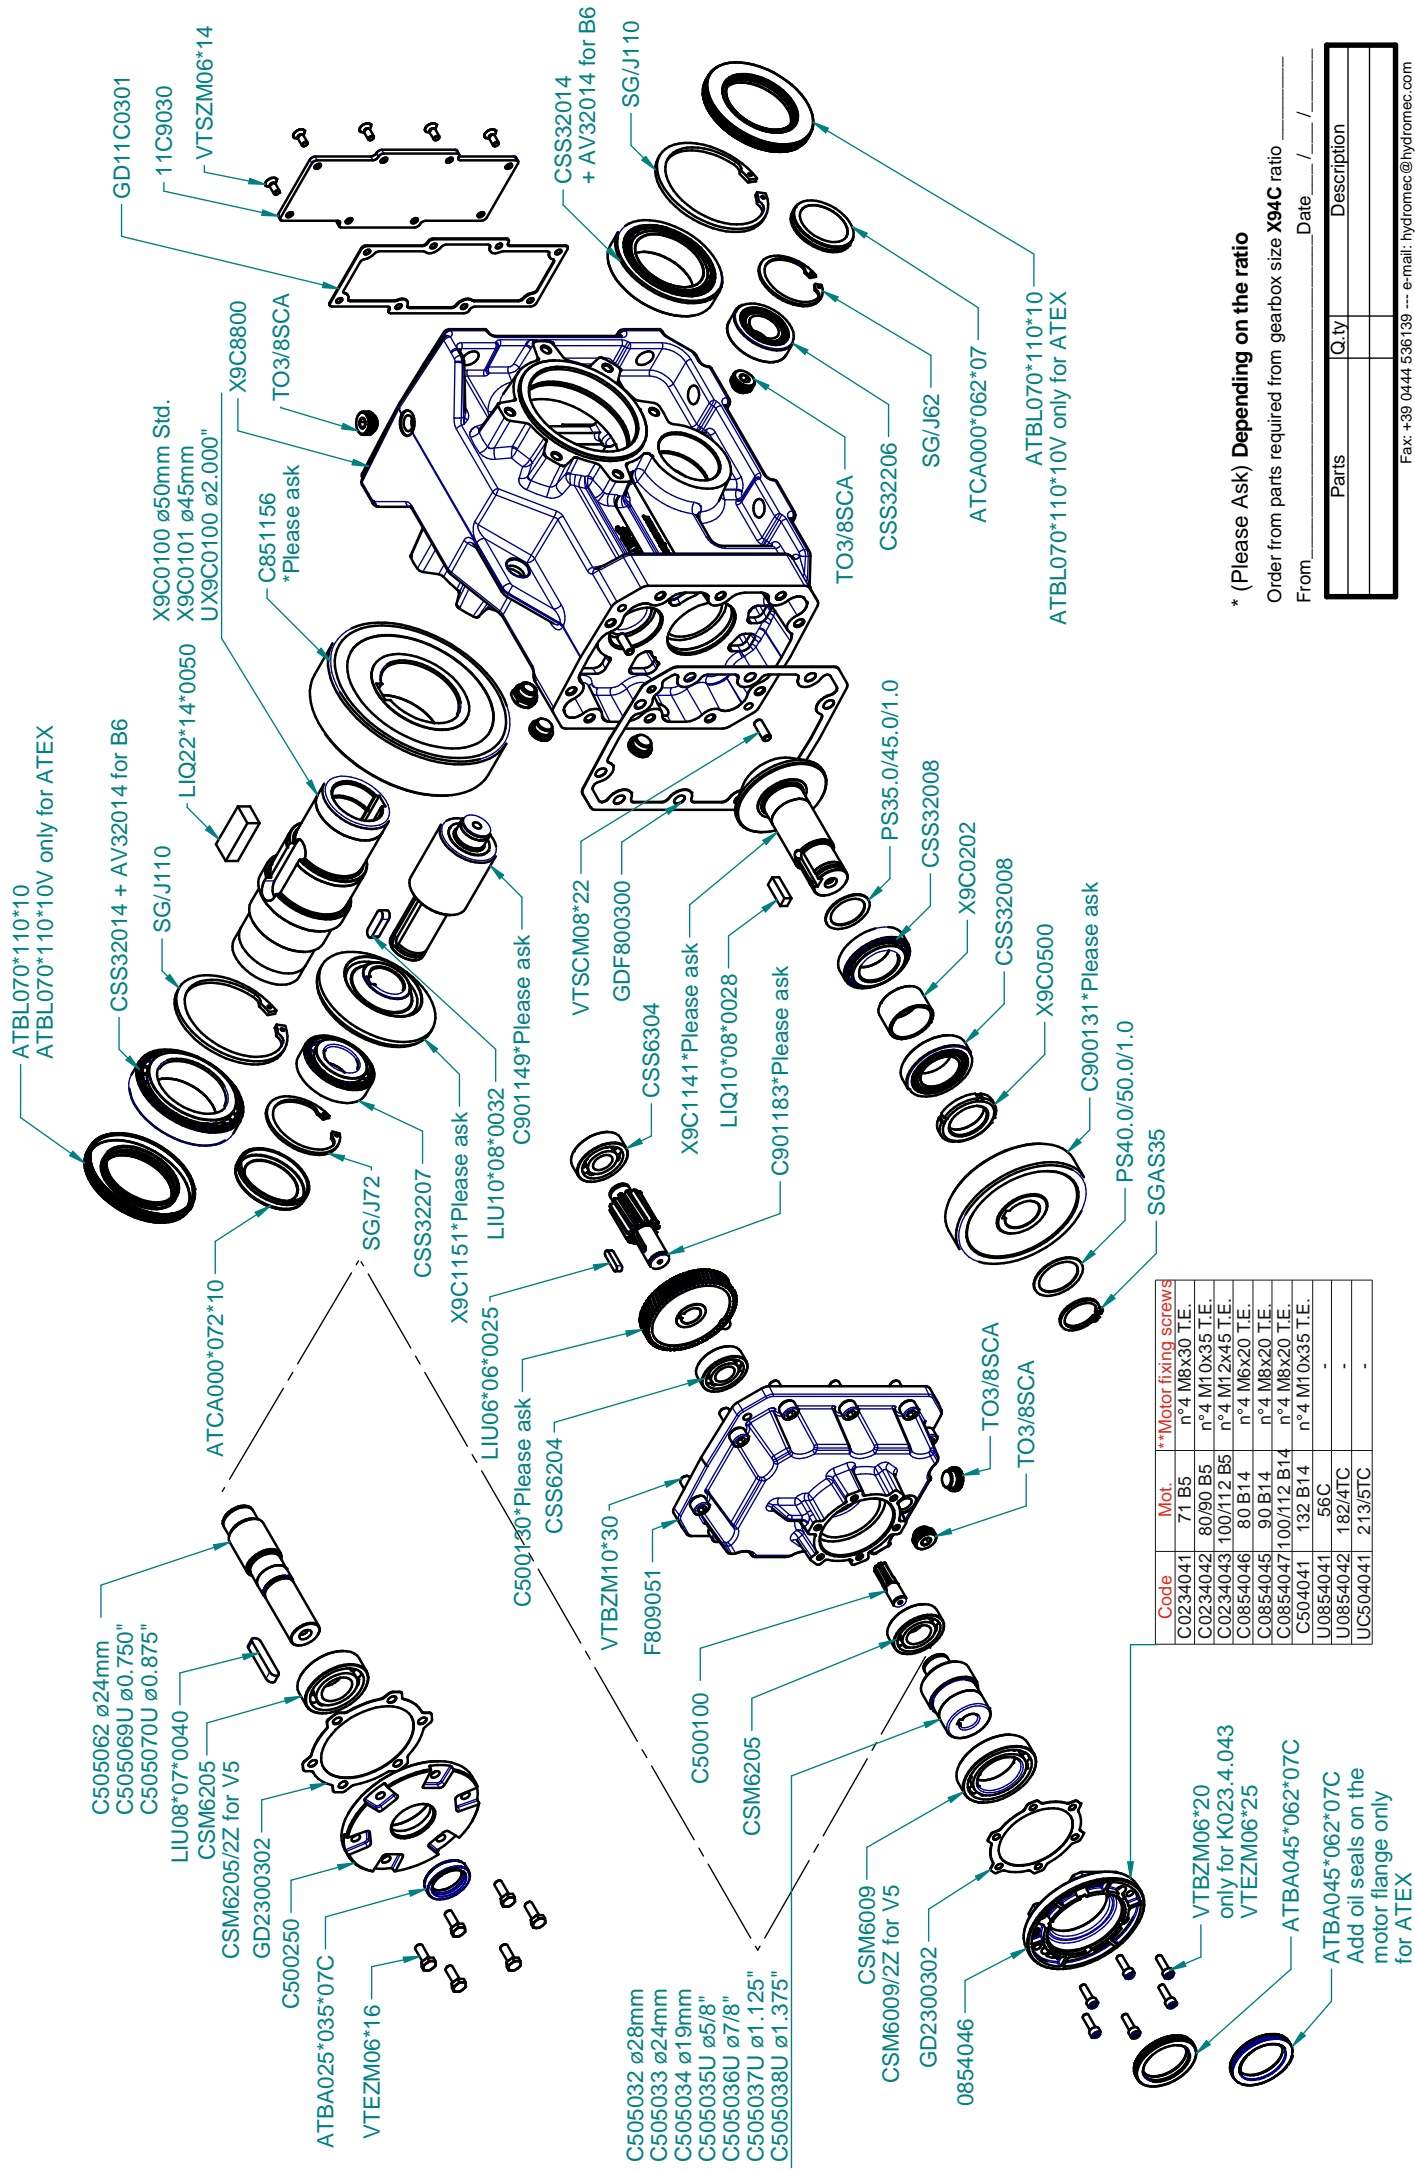 GD11C0301
11C9030
VTSZM06*14
CSS32014
+ AV/32014 for B6
SG/J110
X9C0100 ø50mm Std.
X9C0101 ø45mm
UX9C0100 ø2.000"
X9C8800
TO3/8SCA
C851156
*Please ask
LIQ22*14*0050
ATBL070*110*10
ATBL070*110*10V only for ATEX
CSS32014 + AV32014 for B6
SG/J110
TO3/8SCA
CSS32206
SG/J62
ATCA000*062*07
ATBL070*110*10
ATBL070*110*10V only for ATEX
ATCA000*072*10
SG/J72
CSS32207
X9C1151*Please ask
LIU10*08*0032
C901149*Please ask
VTSCM08*22
GDF800300
X9C1141*Please ask
LIQ10*08*0028
PS35.0/45.0/1.0
CSS32008
X9C0202
CSS32008
X9C0500
C900131*Please ask
PS40.0/50.0/1.0
SGAS35
CSS6304
C901183*Please ask
LIU06*06*0025
C500130*Please ask
CSS6204
VTBZM10*30
F809051
TO3/8SCA
TO3/8SCA
C500100
CSM6205
C505062 ø24mm
C505069U ø0.750"
C505070U ø0.875"
LIU08*07*0040
CSM6205
CSM6205/2Z for V5
GD2300302
C500250
ATBA025*035*07C
VTEZM06*16
C505032 ø28mm
C505033 ø24mm
C505034 ø19mm
C505035U ø5/8"
C505036U ø7/8"
C505037U ø1.125"
C505038U ø1.375"
CSM6009
CSM6009/2Z for V5
GD2300302
0854046
VTBZM06*20
only for K023.4.043
VTEZM06*25
ATBA045*062*07C
ATBA045*062*07C
Add oil seals on the
motor flange only
for ATEX
Code Mot. **Motor fixing screws
C0234041 71 B5 n°4 M8x30 T.E.
C0234042 80/90 B5 n°4 M10x35 T.E.
C0234043 100/112 B5 n°4 M12x45 T.E.
C0854046 80 B14 n°4 M6x20 T.E.
C0854045 90 B14 n°4 M8x20 T.E.
C0854047 100/112 B14 n°4 M8x20 T.E.
C504041 132 B14 n°4 M10x35 T.E.
U0854041 56C -
U0854042 182/4TC -
UC504041 213/5TC -
* (Please Ask) Depending on the ratio
Order from parts required from gearbox size X94C ratio ______
From ______ Date ___ /___ /______
Parts Q.ty Description
Fax: +39 0444 536139 --- e-mail: hydromec@hydromec.com